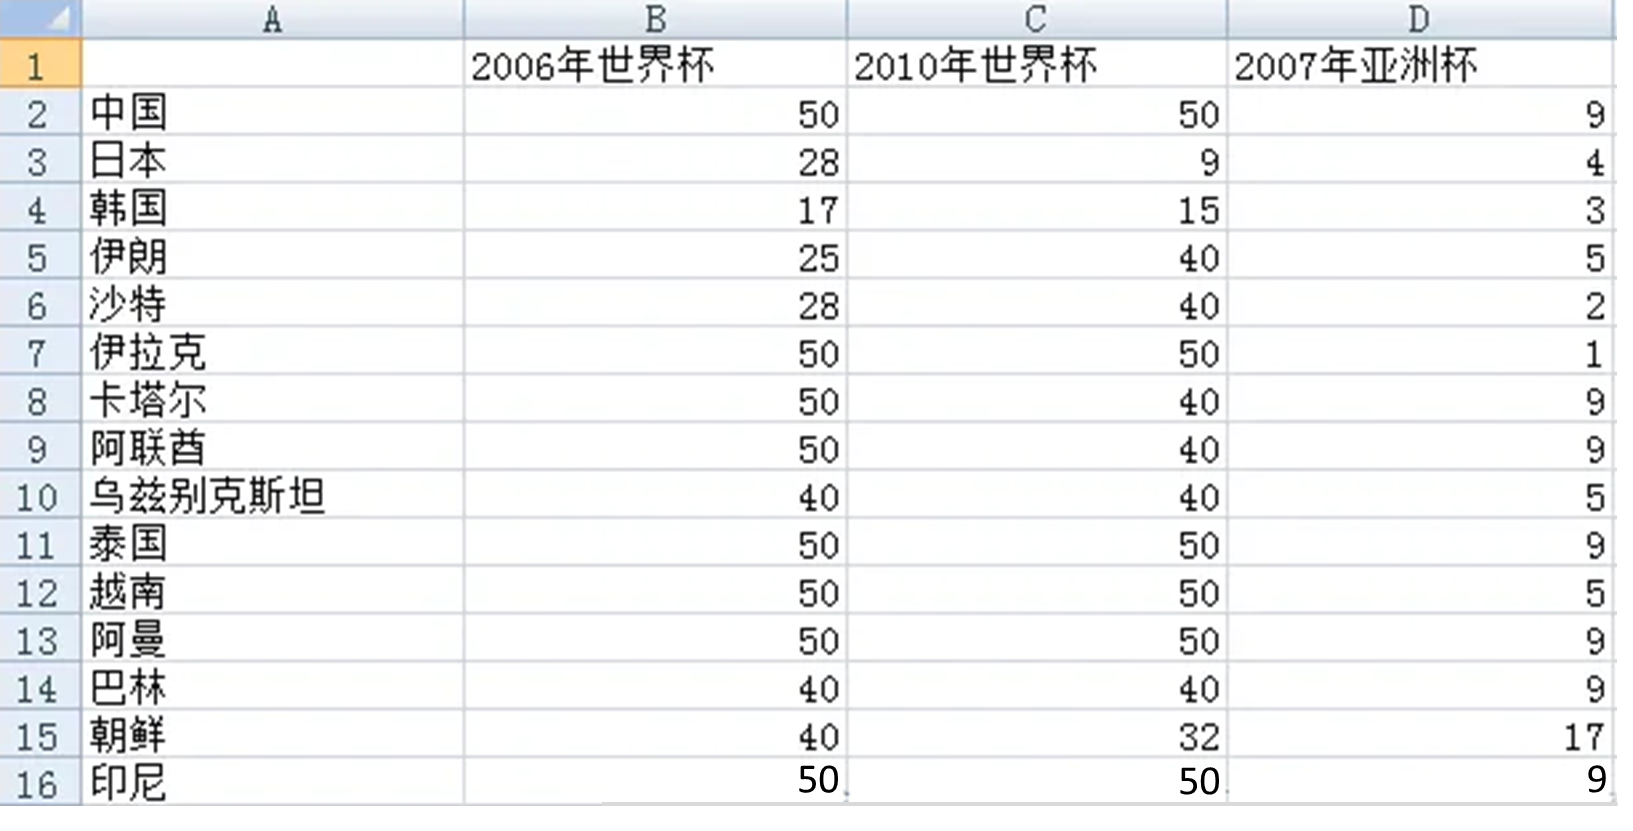 A B C D
1 2006年世界杯 2010年世界杯 2007年亚洲杯
2 中国 50 50 9
3 日本 28 9 4
4 韩国 17 15 3
5 伊朗 25 40 5
6 沙特 28 40 2
7 伊拉克 50 50 1
8 卡塔尔 50 40 9
9 阿联酋 50 40 9
10 乌兹别克斯坦 40 40 5
11 泰国 50 50 9
12 越南 50 50 5
13 阿曼 50 50 9
14 巴林 40 40 9
15 朝鲜 40 32 17
16 印尼 50 50 9